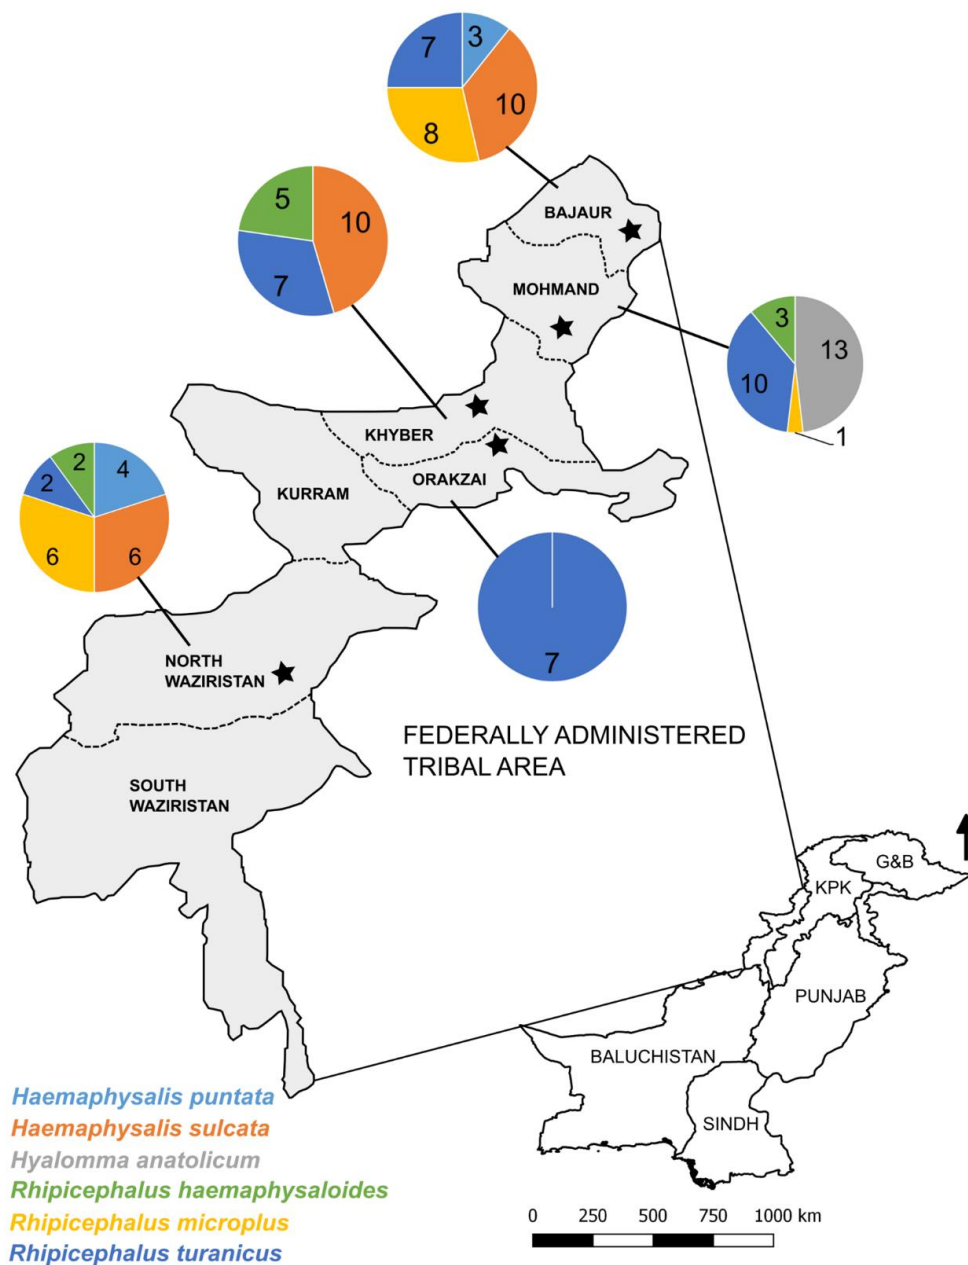 7
3
10
8
5
10
7
BAJAUR
MOHMAND
3
13
10
1
KHYBER
ORAKZAI
KURRAM
2
2
4
6
6
7
NORTH
WAZIRISTAN
FEDERALLY ADMINISTERED
TRIBAL AREA
SOUTH
WAZIRISTAN
G&B
KPK
PUNJAB
BALUCHISTAN
SINDH
Haemaphysalis puntata
Haemaphysalis sulcata
Hyalomma anatolicum
Rhipicephalus haemaphysaloides
Rhipicephalus microplus
Rhipicephalus turanicus
0 250 500 750 1000 km